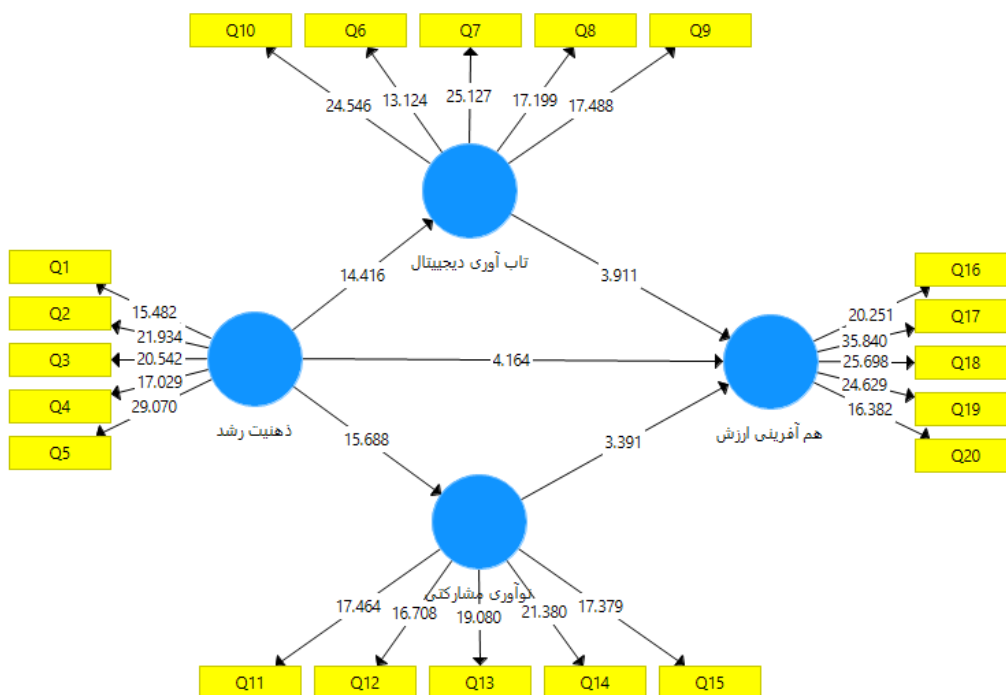 Q10 Q6 Q7 Q8 Q9
24.546 13.124 25.127 17.199 17.488
تاب آوری دیجییتال
14.416 3.911
Q1
Q2
Q3
Q4
Q5
15.482
21.934
20.542
17.029
29.070
ذهنیت رشد
4.164
Q16
Q17
Q18
Q19
Q20
20.251
35.840
25.698
24.629
16.382
هم آفرینی ارزش
15.688 3.391
نوآوری مشارکتی
17.464 16.708 19.080 21.380 17.379
Q11 Q12 Q13 Q14 Q15